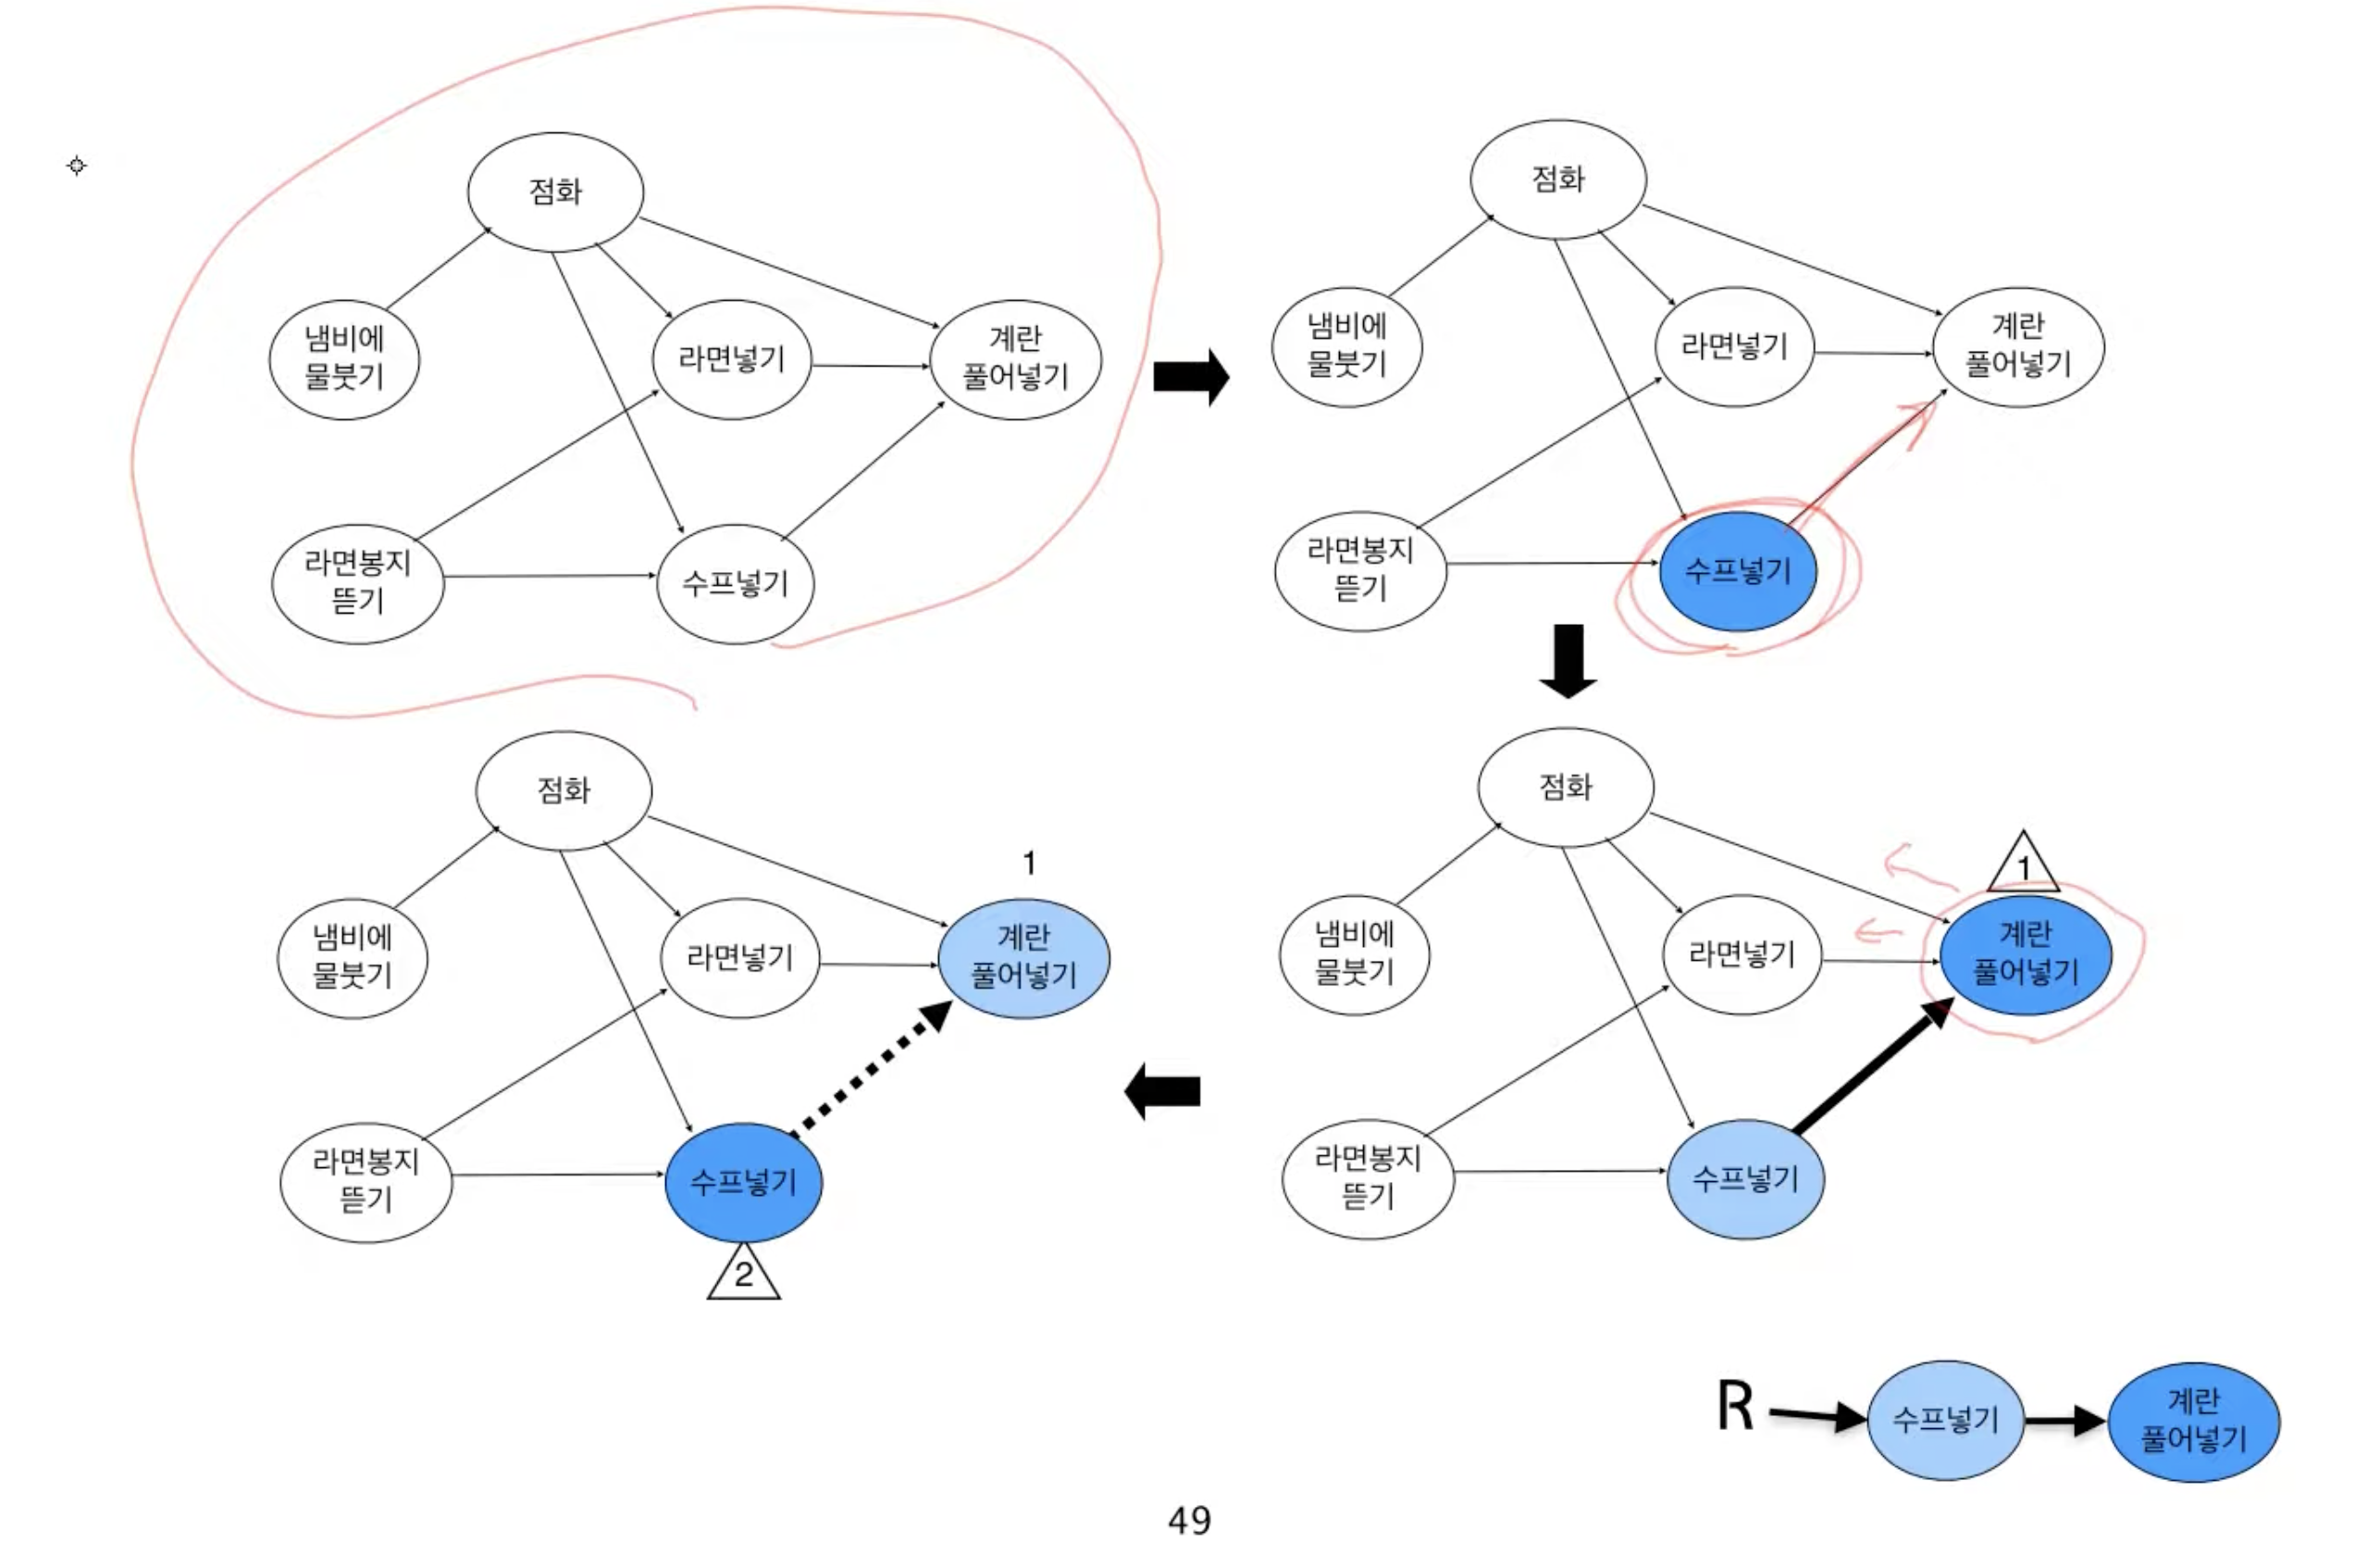 점화
냄비에
물붓기
라면넣기
계란
풀어넣기
라면봉지
뜯기
수프넣기
점화
냄비에
물붓기
라면넣기
계란
풀어넣기
라면봉지
뜯기
수프넣기
점화
1
냄비에
물붓기
라면넣기
계란
풀어넣기
라면봉지
뜯기
수프넣기
점화
1
냄비에
물붓기
라면넣기
계란
풀어넣기
라면봉지
뜯기
수프넣기
2
R
수프넣기
계란
풀어넣기
49